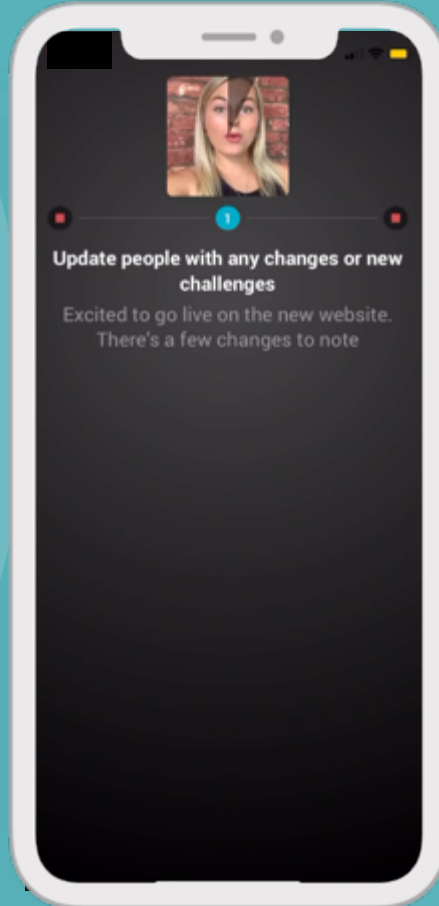 1
Update people with any changes or new
challenges
Excited to go live on the new website.
There's a few changes to note